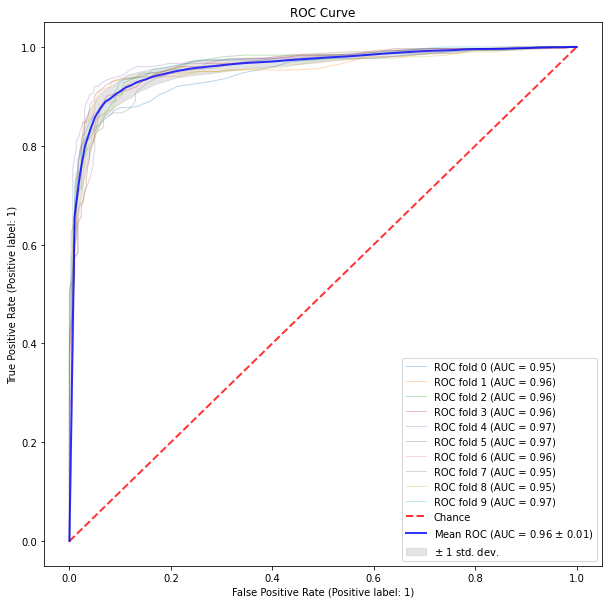 ROC Curve
True Positive Rate (Positive label: 1)
1.0
0.8
0.6
0.4
0.2
0.0
ROC fold 0 (AUC = 0.95)
ROC fold 1 (AUC = 0.96)
ROC fold 2 (AUC = 0.96)
ROC fold 3 (AUC = 0.96)
ROC fold 4 (AUC = 0.97)
ROC fold 5 (AUC = 0.97)
ROC fold 6 (AUC = 0.96)
ROC fold 7 (AUC = 0.95)
ROC fold 8 (AUC = 0.95)
ROC fold 9 (AUC = 0.97)
Chance
Mean ROC (AUC = 0.96 ± 0.01)
± 1 std. dev.
0.0 0.2 0.4 0.6 0.8 1.0
False Positive Rate (Positive label: 1)